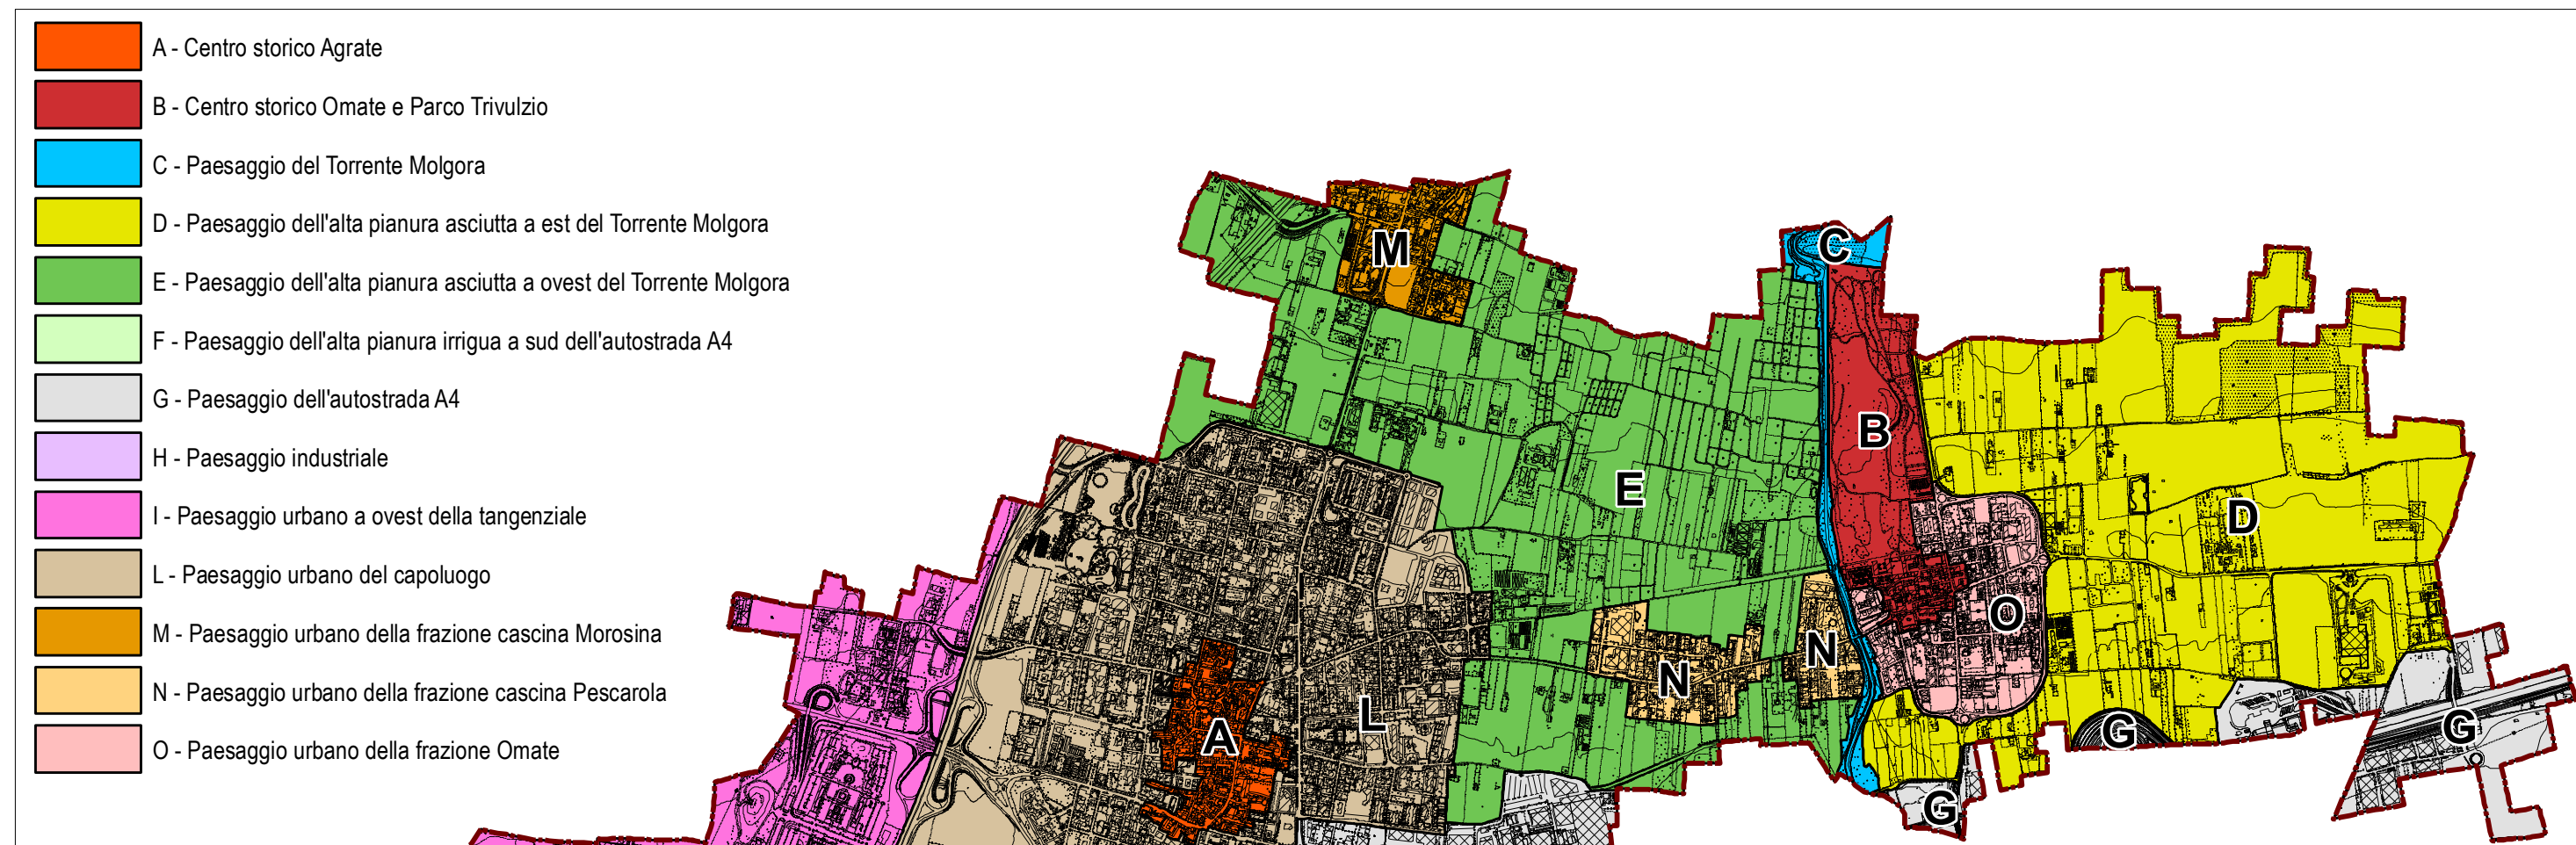 A - Centro storico Agrate
B - Centro storico Omate e Parco Trivulzio
C - Paesaggio del Torrente Molgora
D - Paesaggio dell'alta pianura asciutta a est del Torrente Molgora
E - Paesaggio dell'alta pianura asciutta a ovest del Torrente Molgora
F - Paesaggio dell'alta pianura irrigua a sud dell'autostrada A4
G - Paesaggio dell'autostrada A4
H - Paesaggio industriale
I - Paesaggio urbano a ovest della tangenziale
L - Paesaggio urbano del capoluogo
M - Paesaggio urbano della frazione cascina Morosina
N - Paesaggio urbano della frazione cascina Pescarola
O - Paesaggio urbano della frazione Omate
M
C
B
E
D
O
N
N
L
A
G
G
G